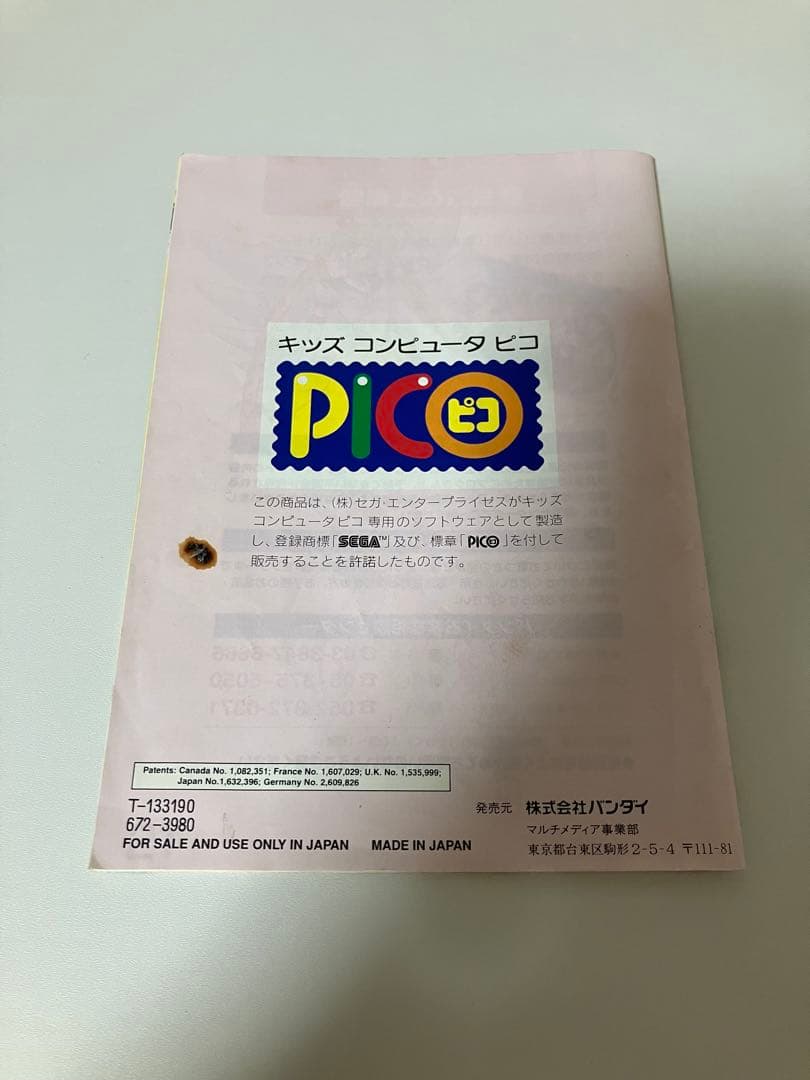 キッズ コンピュータ ピコ
PICO ピコ
この商品は、(株)セガ・エンタープライゼスがキッズ
コンピュータピコ専用のソフトウェアとして製造
し、登録商標「SEGA™」及び、標章「PICO」を付して
販売することを許諾したものです。
Patents: Canada No. 1,082,351; France No. 1,607,029; U.K. No. 1,535,999;
Japan No.1,632,396; Germany No. 2,609,826
T-133190
672-3980
FOR SALE AND USE ONLY IN JAPAN MADE IN JAPAN
発売元 株式会社バンダイ
マルチメディア事業部
東京都台東区駒形2-5-4 〒111-81